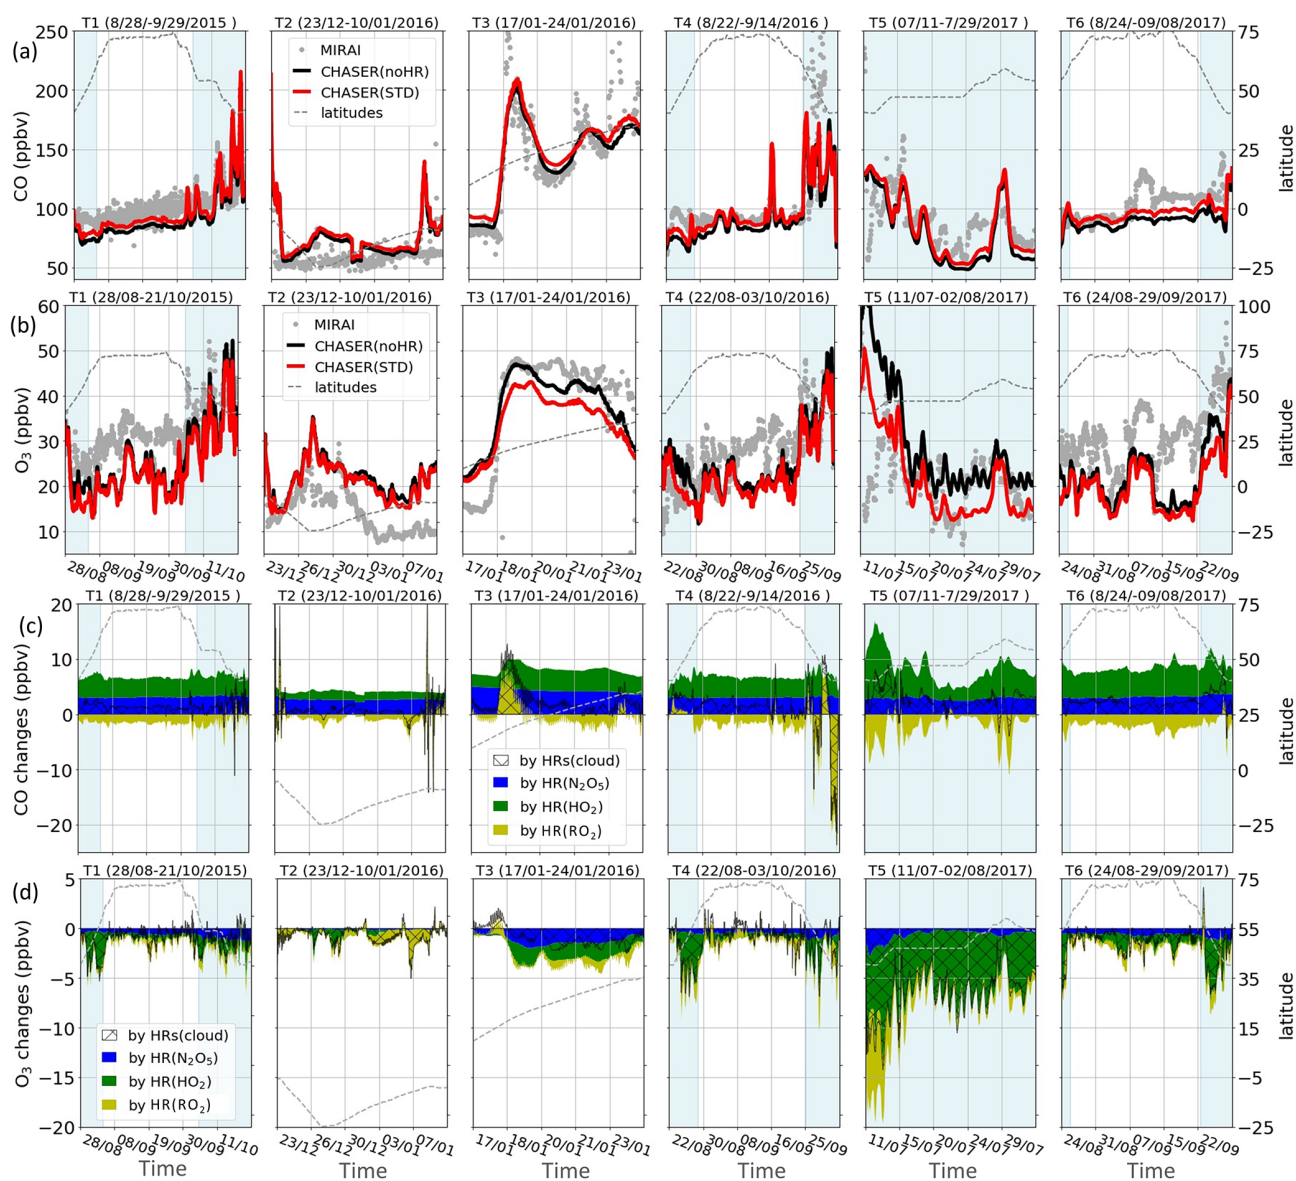 (a)
T1 (8/28/-9/29/2015 )
T2 (23/12-10/01/2016)
T3 (17/01-24/01/2016)
T4 (8/22/-9/14/2016 )
T5 (07/11-7/29/2017 )
T6 (8/24/-09/08/2017)
CO (ppbv)
250
200
150
100
50
MIRAI
CHASER(noHR)
CHASER(STD)
latitudes
75
50
25
0
−25
latitude
(b)
T1 (28/08-21/10/2015)
T2 (23/12-10/01/2016)
T3 (17/01-24/01/2016)
T4 (22/08-03/10/2016)
T5 (11/07-02/08/2017)
T6 (24/08-29/09/2017)
O3 (ppbv)
60
50
40
30
20
10
MIRAI
CHASER(noHR)
CHASER(STD)
latitudes
100
75
50
25
0
−25
latitude
28/08 08/09 19/09 30/09 11/10
23/12 26/12 30/12 03/01 07/01
17/01 18/01 20/01 21/01 23/01
22/08 30/08 08/09 16/09 25/09
11/07 15/07 20/07 24/07 29/07
24/08 31/08 07/09 15/09 22/09
(c)
T1 (8/28/-9/29/2015 )
T2 (23/12-10/01/2016)
T3 (17/01-24/01/2016)
T4 (8/22/-9/14/2016 )
T5 (07/11-7/29/2017 )
T6 (8/24/-09/08/2017)
CO changes (ppbv)
20
10
0
−10
−20
by HRs(cloud)
by HR(N2O5)
by HR(HO2)
by HR(RO2)
75
50
25
0
−25
latitude
(d)
T1 (28/08-21/10/2015)
T2 (23/12-10/01/2016)
T3 (17/01-24/01/2016)
T4 (22/08-03/10/2016)
T5 (11/07-02/08/2017)
T6 (24/08-29/09/2017)
O3 changes (ppbv)
5
0
−5
−10
−15
−20
by HRs(cloud)
by HR(N2O5)
by HR(HO2)
by HR(RO2)
75
55
35
15
−5
−25
latitude
28/08 08/09 19/09 30/09 11/10
23/12 26/12 30/12 03/01 07/01
17/01 18/01 20/01 21/01 23/01
22/08 30/08 08/09 16/09 25/09
11/07 15/07 20/07 24/07 29/07
24/08 31/08 07/09 15/09 22/09
Time
Time
Time
Time
Time
Time